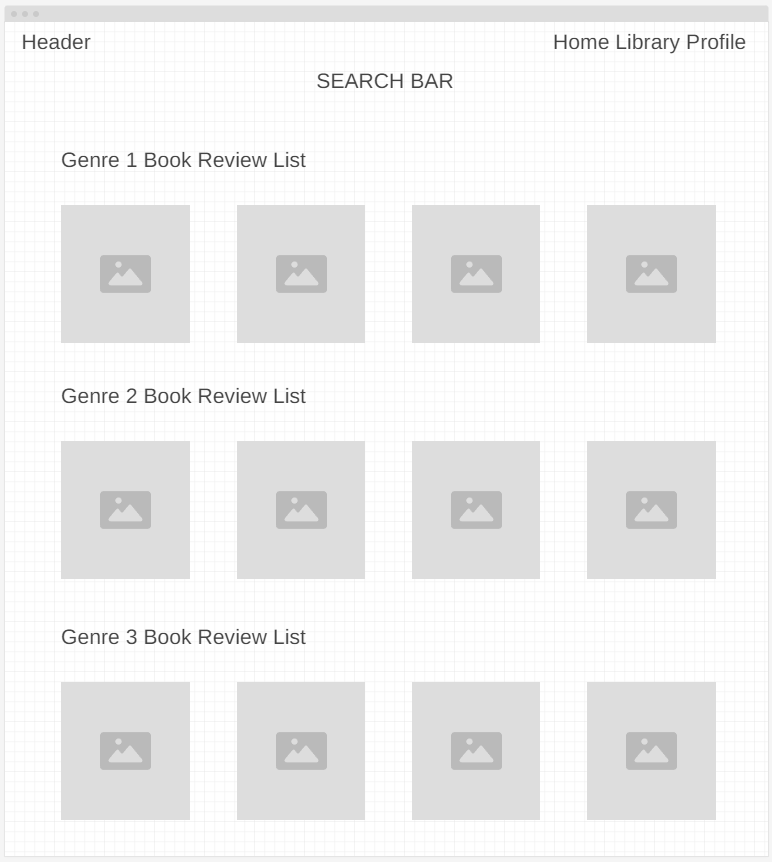 Header
Home Library Profile
SEARCH BAR
Genre 1 Book Review List
Genre 2 Book Review List
Genre 3 Book Review List